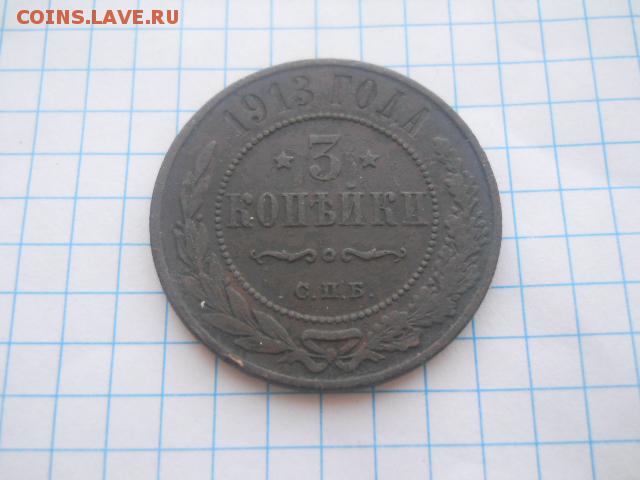 COINS.LAVE.RU
1913 ГОДА
3
КОПѢЙКИ
С.П.Б.